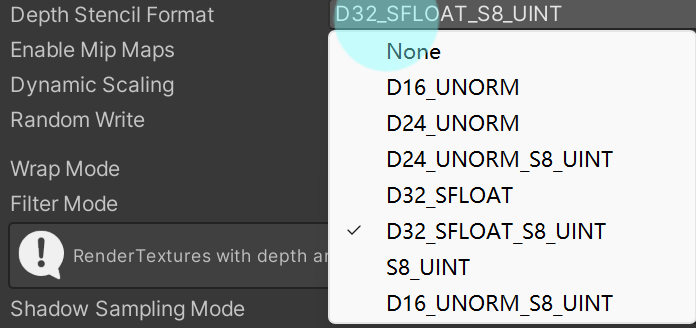 Depth Stencil Format D32_SFLOAT_S8_UINT
Enable Mip Maps
None
Dynamic Scaling
D16_UNORM
Random Write
D24_UNORM
D24_UNORM_S8_UINT
Wrap Mode
D32_SFLOAT
Filter Mode
D32_SFLOAT_S8_UINT
RenderTextures with depth
S8_UINT
Shadow Sampling Mode
D16_UNORM_S8_UINT